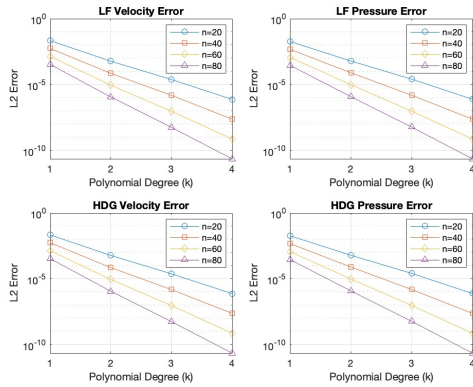 LF Velocity Error
10^0
10^-5
10^-10
L2 Error
n=20
n=40
n=60
n=80
1 2 3 4
Polynomial Degree (k)
LF Pressure Error
10^0
10^-5
10^-10
L2 Error
n=20
n=40
n=60
n=80
1 2 3 4
Polynomial Degree (k)
HDG Velocity Error
10^0
10^-5
10^-10
L2 Error
n=20
n=40
n=60
n=80
1 2 3 4
Polynomial Degree (k)
HDG Pressure Error
10^0
10^-5
10^-10
L2 Error
n=20
n=40
n=60
n=80
1 2 3 4
Polynomial Degree (k)